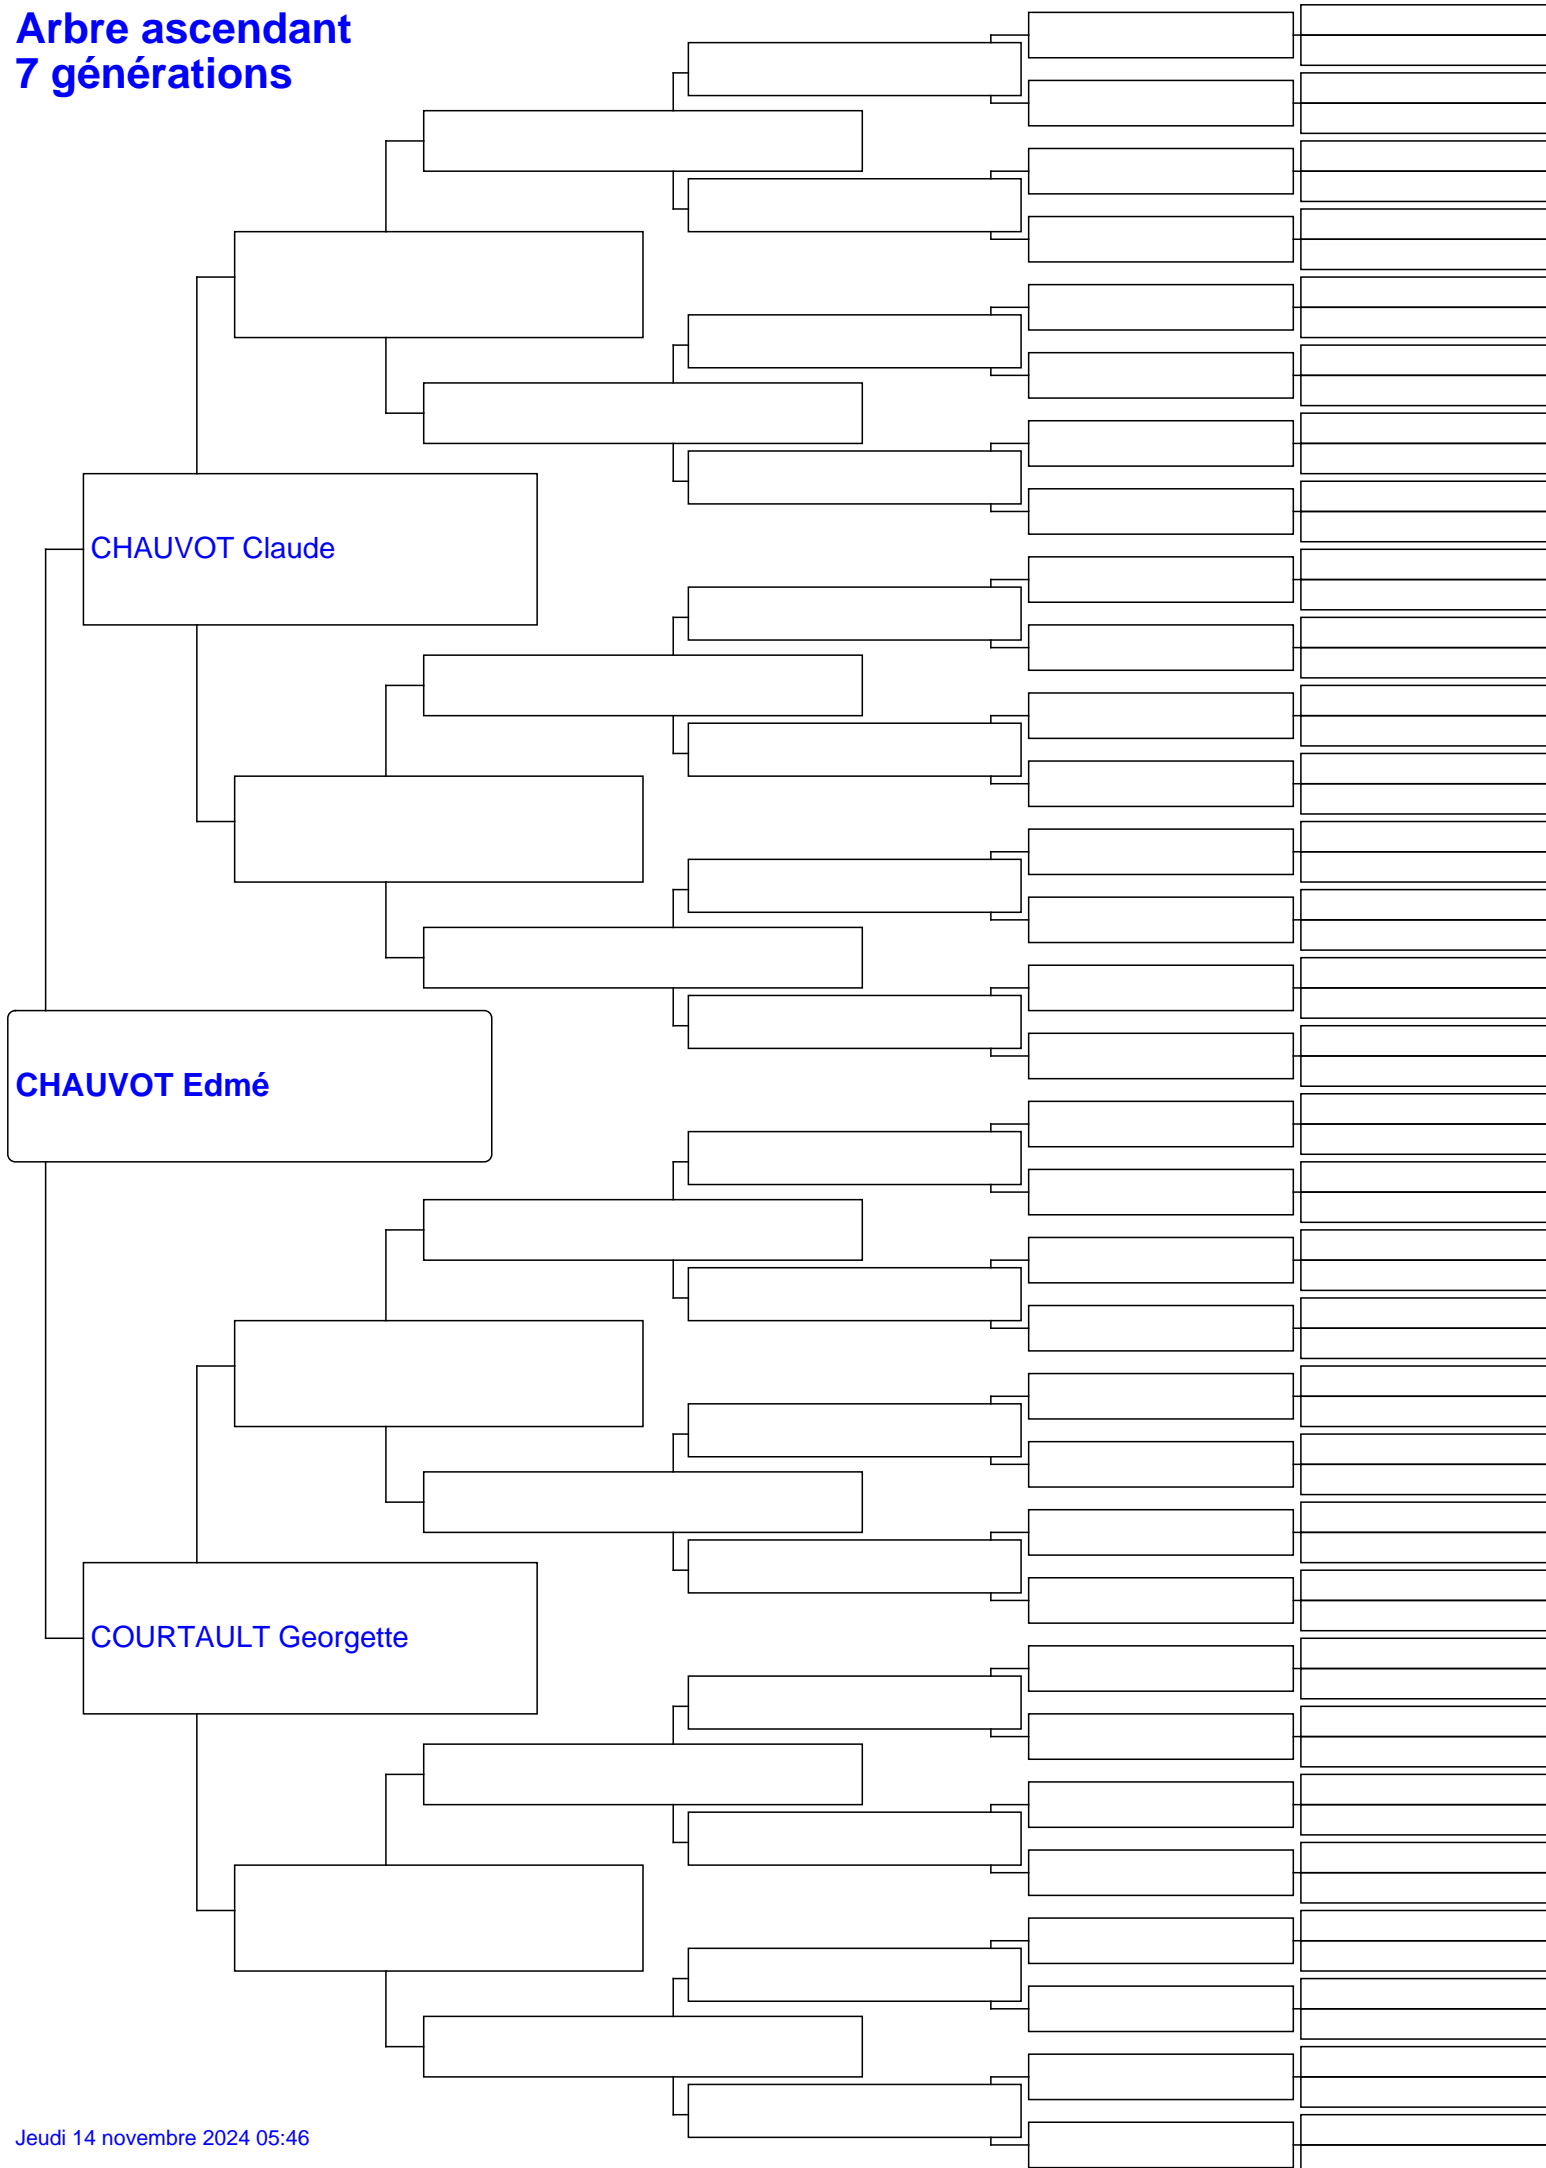 Arbre ascendant
7 générations
CHAUVOT Claude
CHAUVOT Edmé
COURTAULT Georgette
Jeudi 14 novembre 2024 05:46